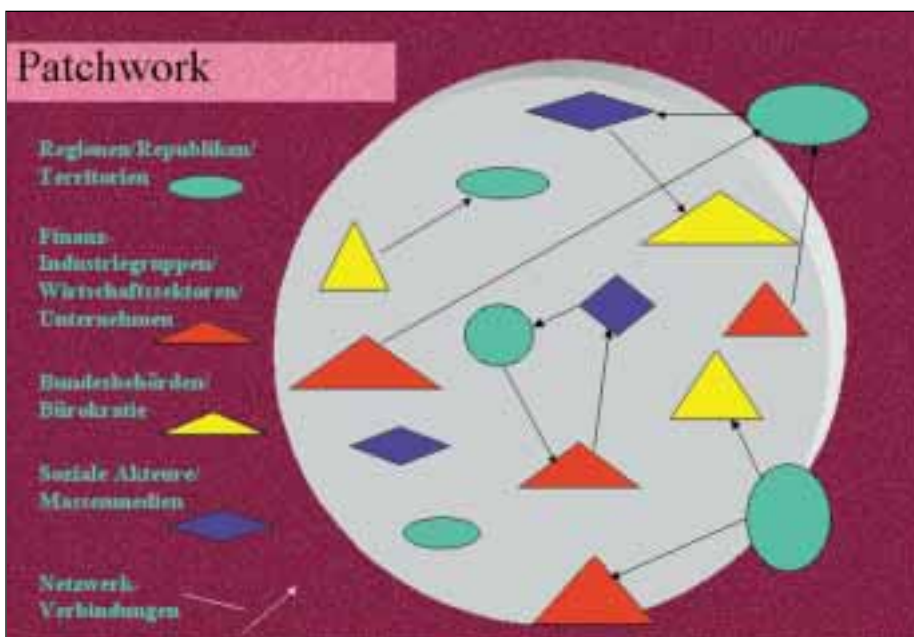 Patchwork
Regionen/Republiken/
Territorien
Finanz-
Industriegruppen/
Wirtschaftssektoren/
Unternehmen
Bundesbehörden/
Bürokratie
Soziale Akteure/
Massenmedien
Netzwerk-
Verbindungen